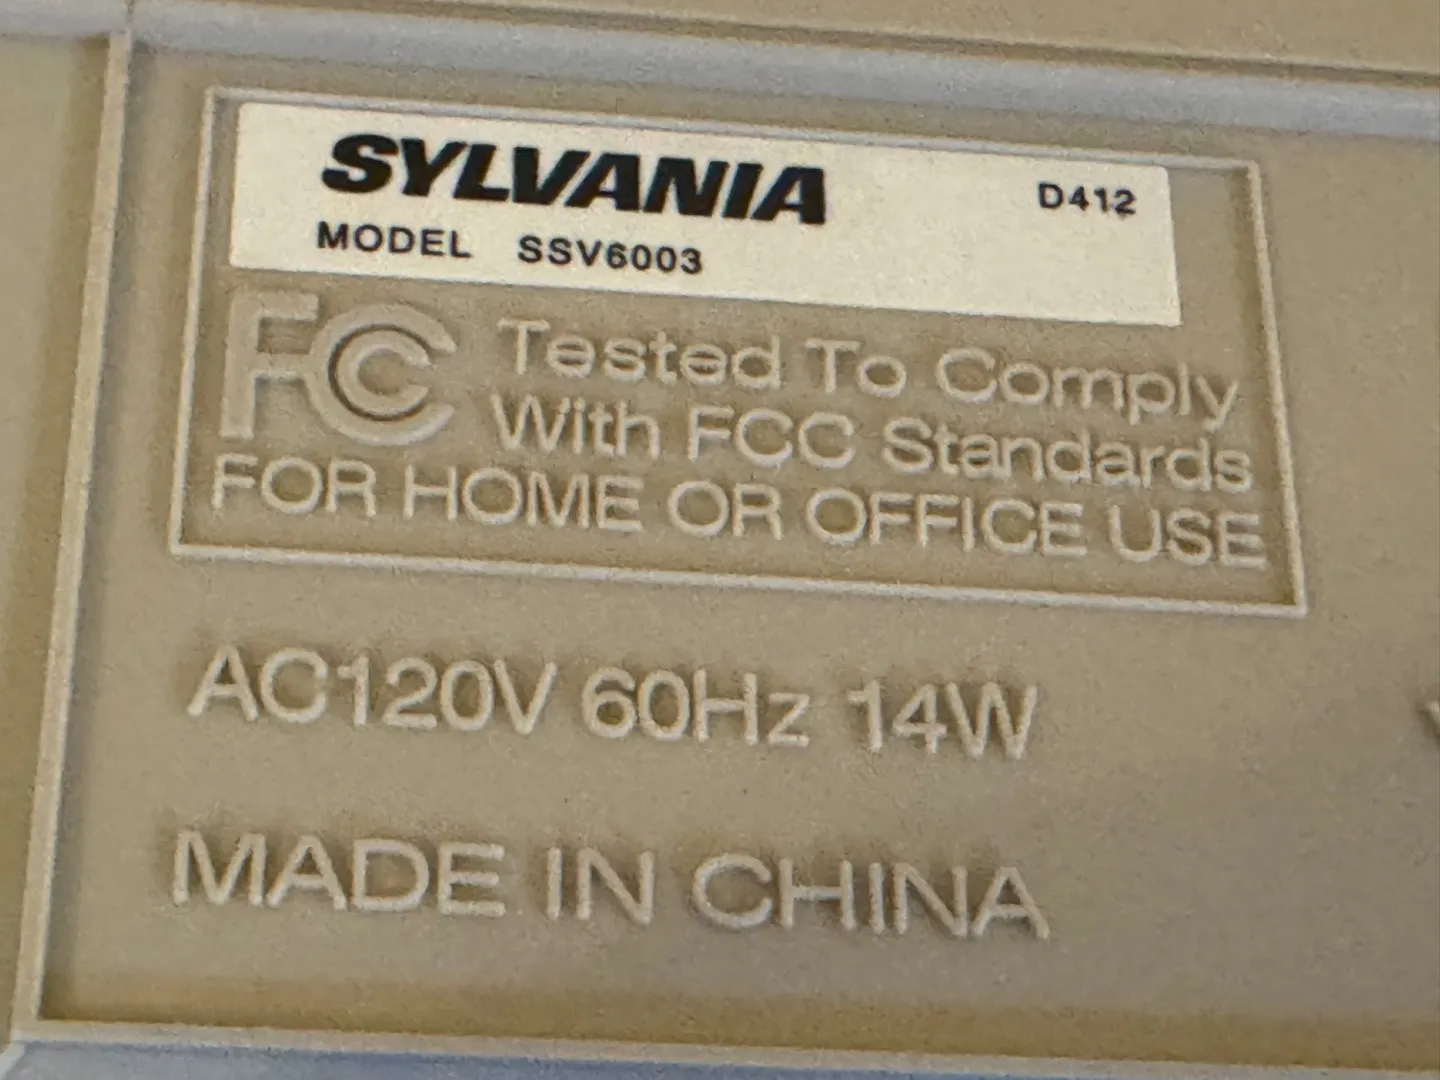 SYLVANIA D412
MODEL SSV6003
FC Tested To Comply
With FCC Standards
FOR HOME OR OFFICE USE
AC120V 60Hz 14W
MADE IN CHINA